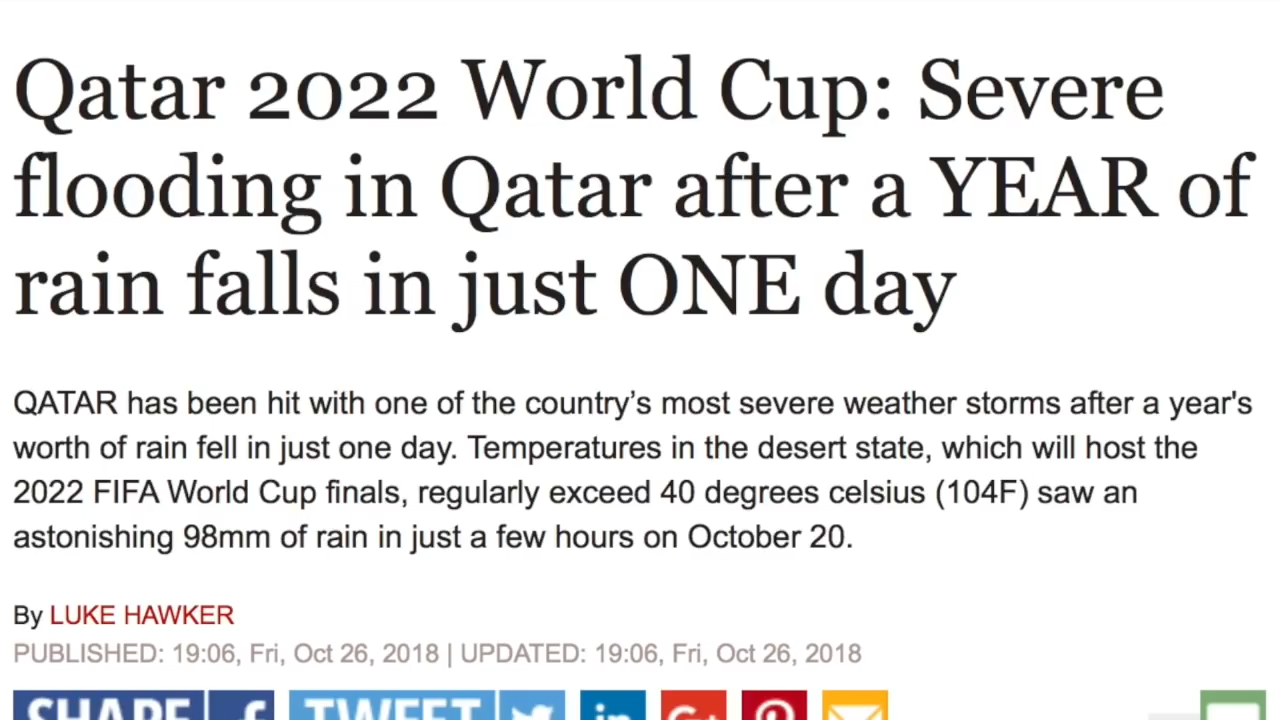 Qatar 2022 World Cup: Severe
flooding in Qatar after a YEAR of
rain falls in just ONE day
QATAR has been hit with one of the country’s most severe weather storms after a year's
worth of rain fell in just one day. Temperatures in the desert state, which will host the
2022 FIFA World Cup finals, regularly exceed 40 degrees celsius (104F) saw an
astonishing 98mm of rain in just a few hours on October 20.
By LUKE HAWKER
PUBLISHED: 19:06, Fri, Oct 26, 2018 | UPDATED: 19:06, Fri, Oct 26, 2018
SHARE f TWEET in G+